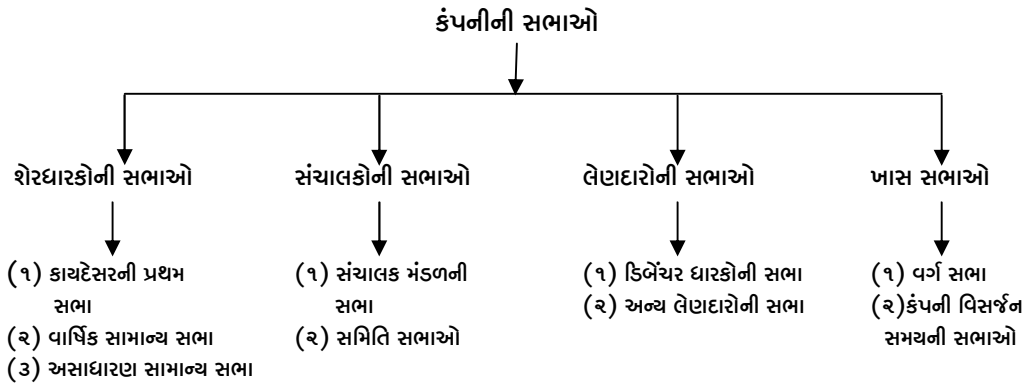 કંપનીની સભાઓ
શેરધારકોની સભાઓ
સંચાલકોની સભાઓ
લેણદારોની સભાઓ
ખાસ સભાઓ
(૧) કાયદેસરની પ્રથમ
સભા
(૨) વાર્ષિક સામાન્ય સભા
(૩) અસાધારણ સામાન્ય સભા
(૧) સંચાલક મંડળની
સભા
(૨) સમિતિ સભાઓ
(૧) ડિબેંચર ધારકોની સભા
(૨) અન્ય લેણદારોની સભા
(૧) વર્ગ સભા
(૨)કંપની વિસર્જન
સમયની સભાઓ